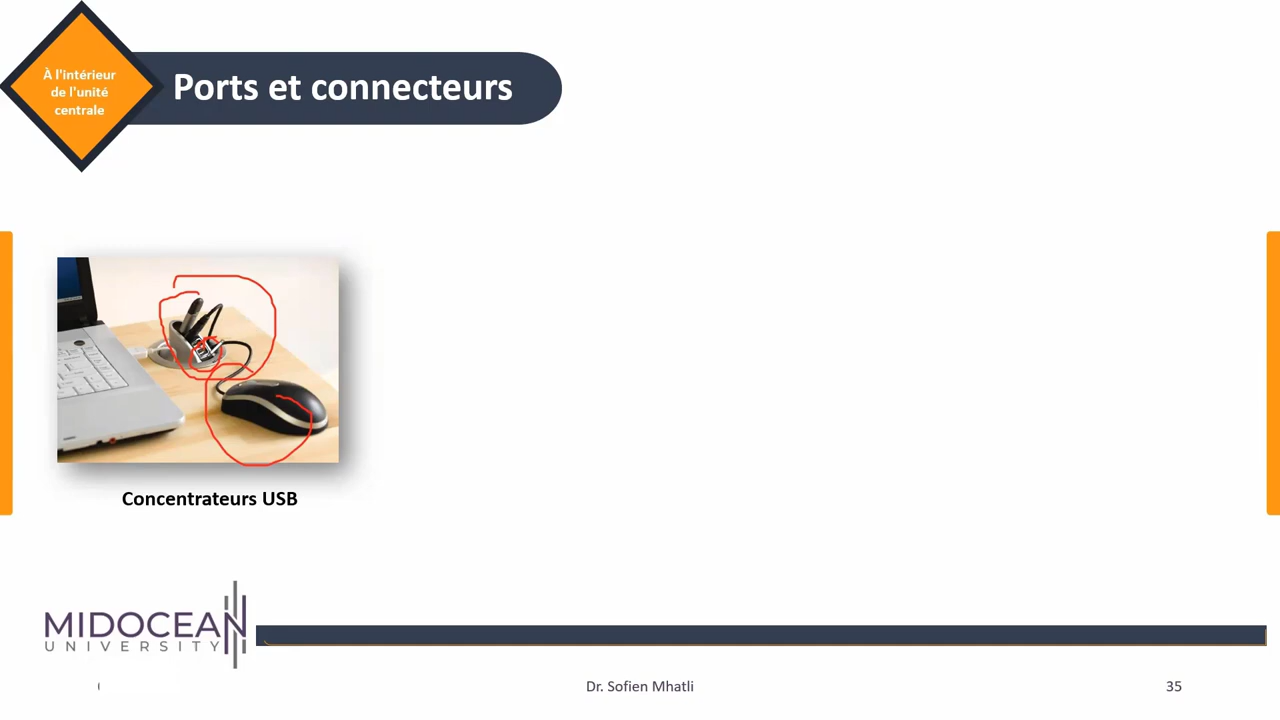 À l'intérieur
de l'unité
centrale
Ports et connecteurs
Concentrateurs USB
MIDOCEAN
UNIVERSITY
Dr. Sofien Mhatli
35